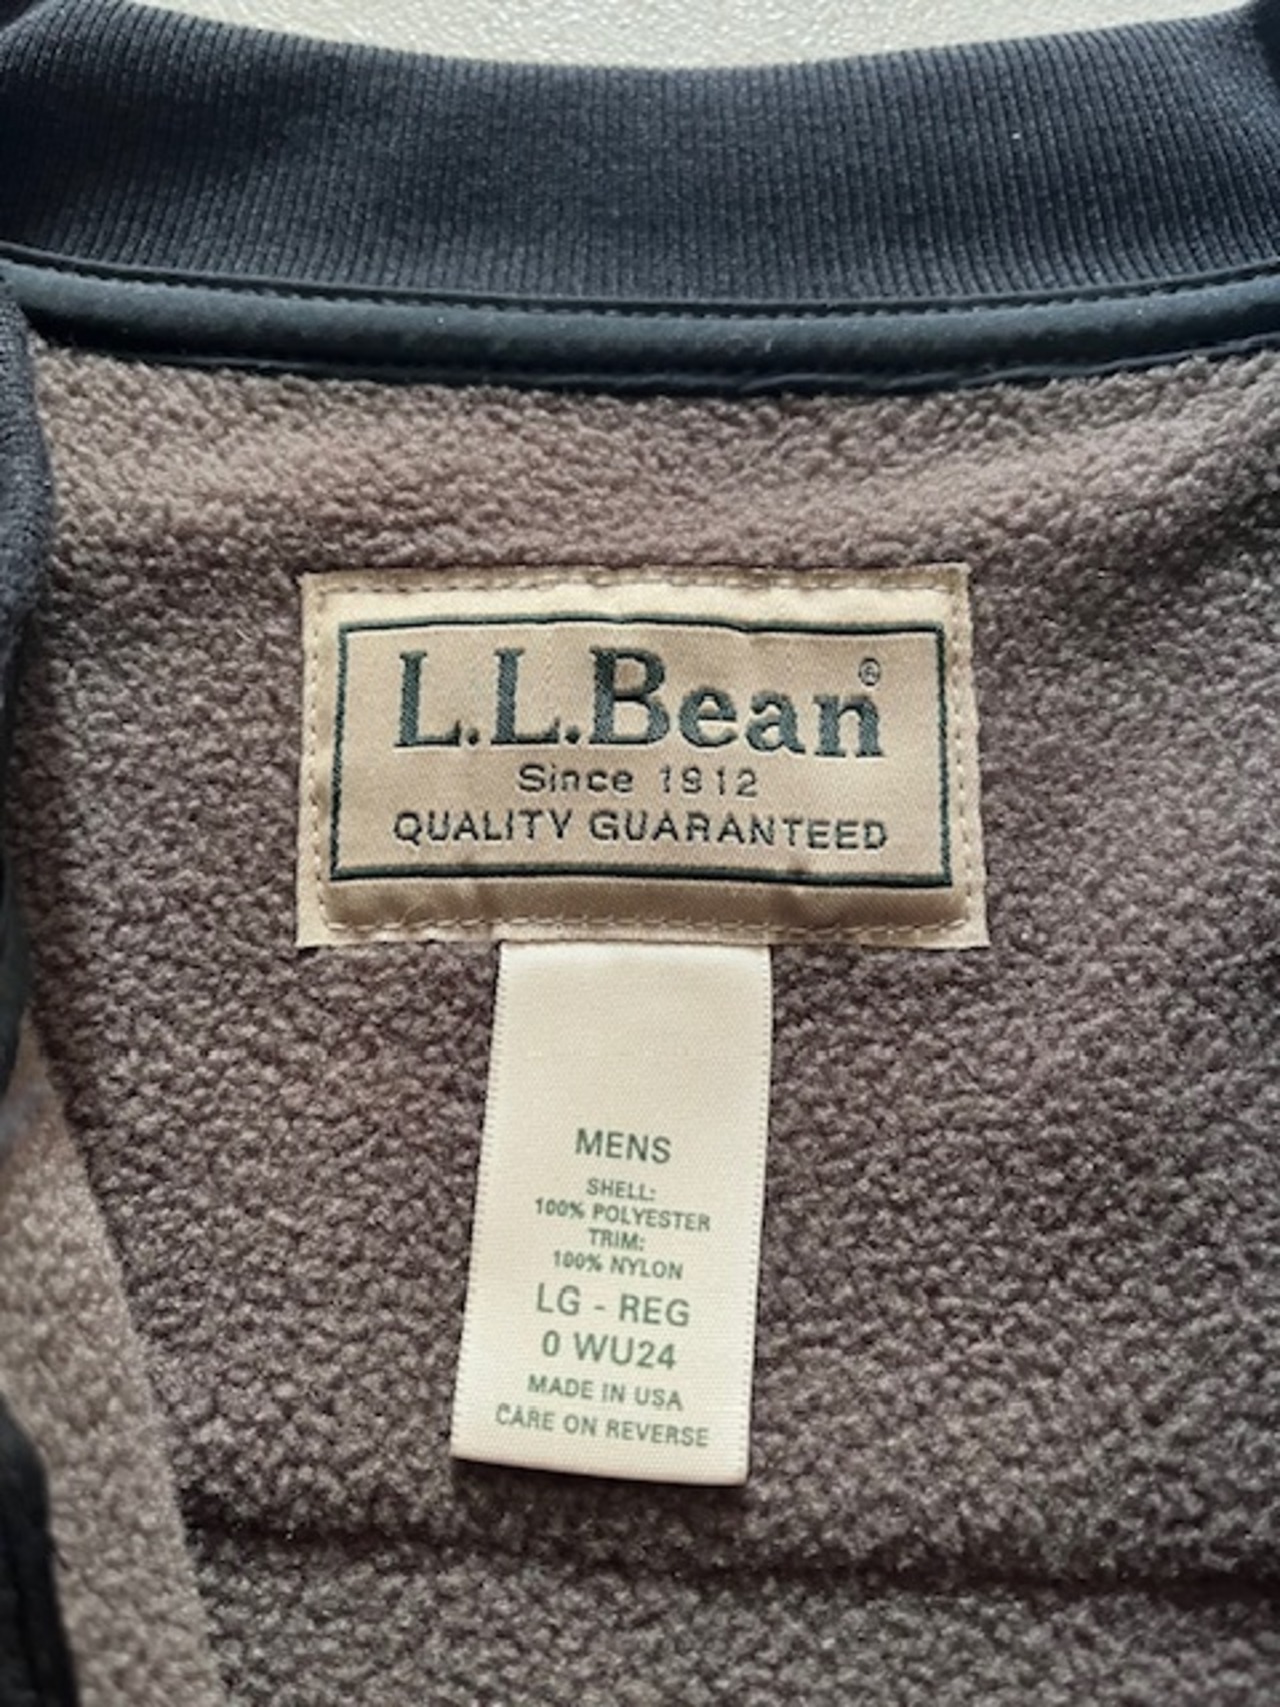 L.L.Bean®
Since 1912
QUALITY GUARANTEED
MENS
SHELL:
100% POLYESTER
TRIM:
100% NYLON
LG - REG
0 WU24
MADE IN USA
CARE ON REVERSE